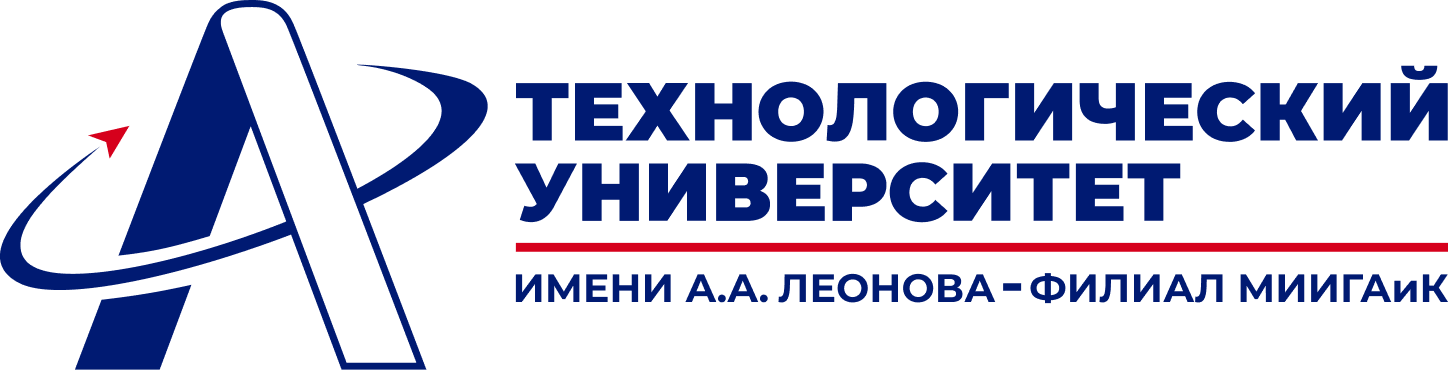 ТЕХНОЛОГИЧЕСКИЙ
УНИВЕРСИТЕТ
ИМЕНИ А.А. ЛЕОНОВА-ФИЛИАЛ МИИГАиК